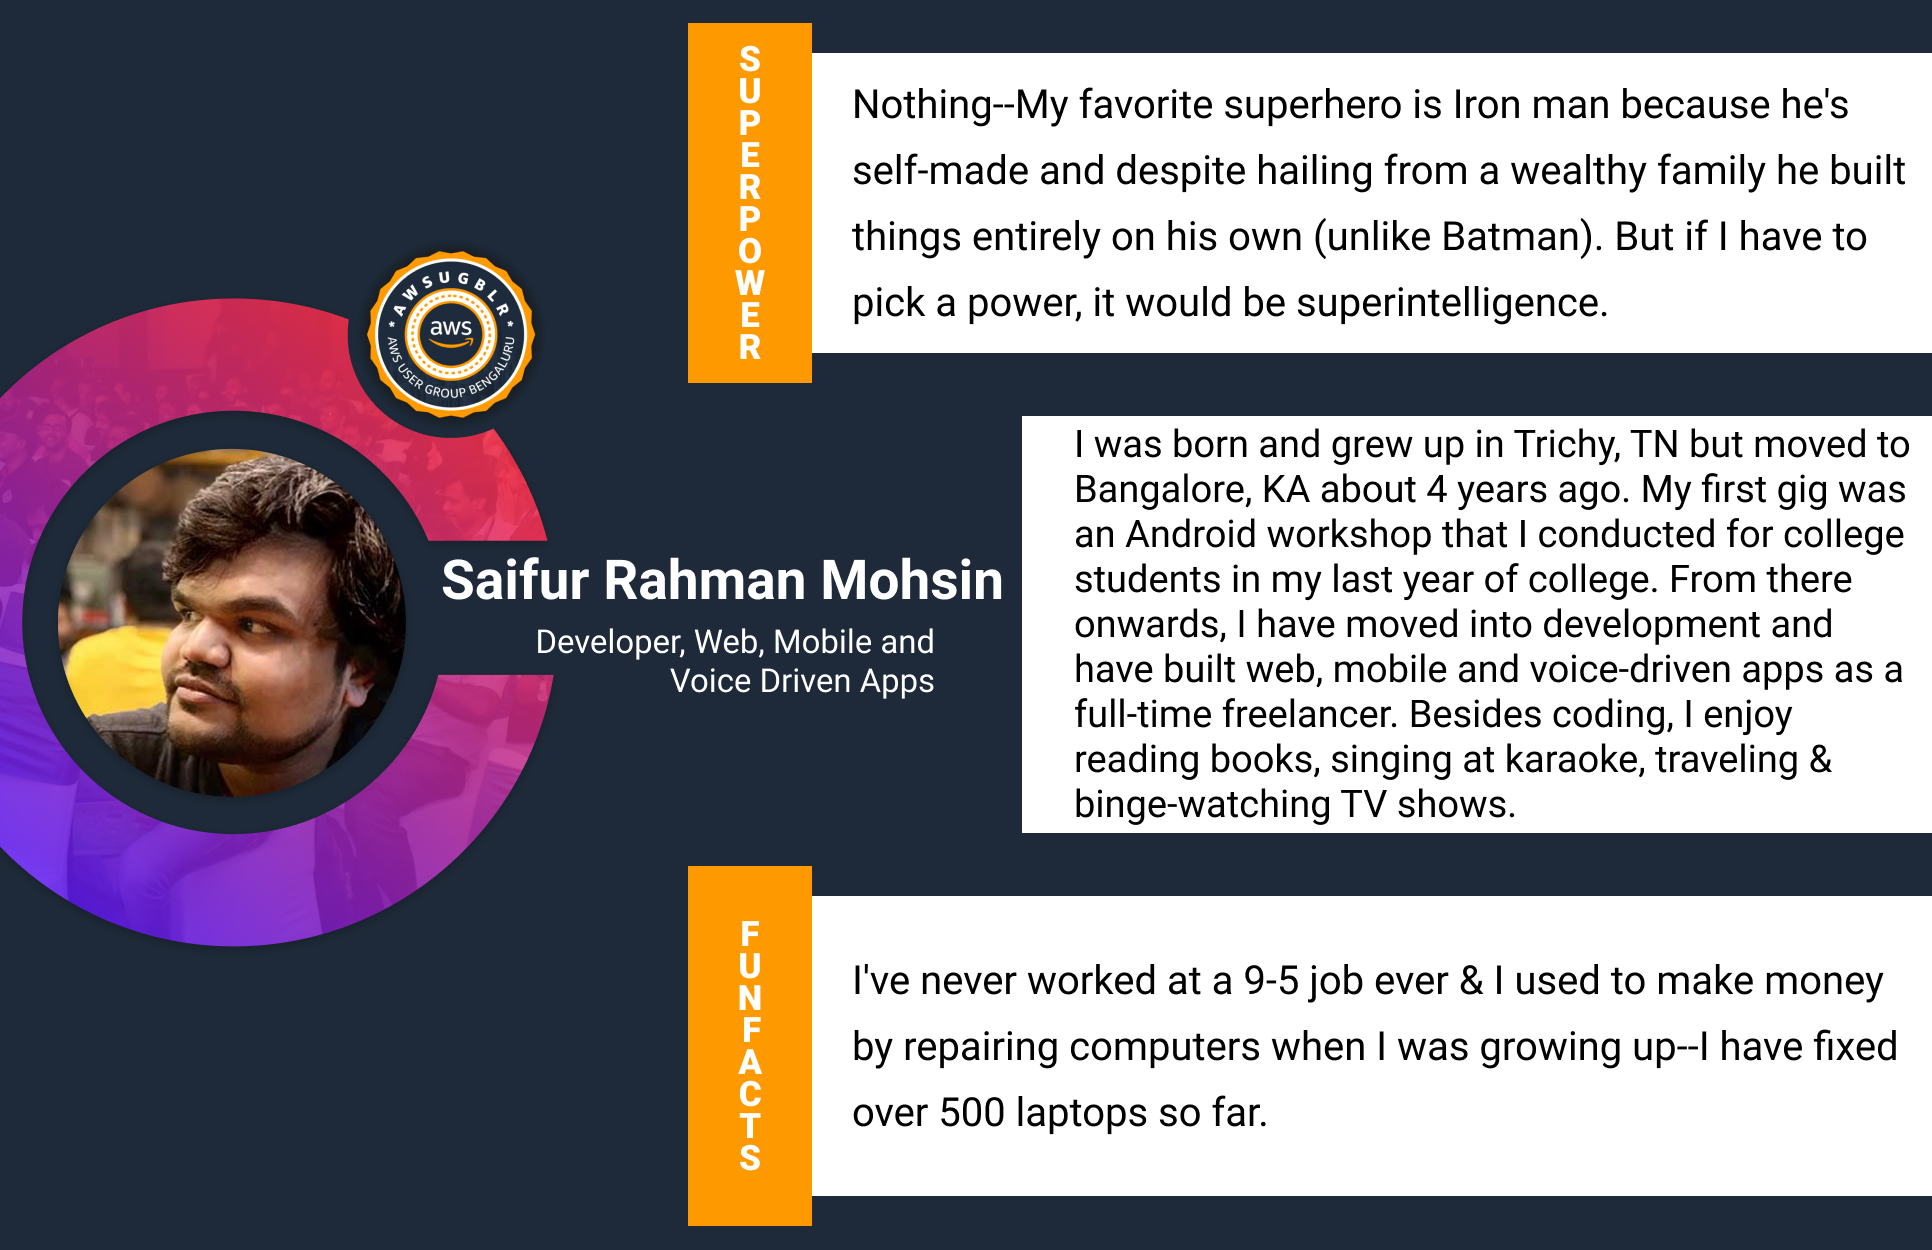 SUPERPOWER
Nothing--My favorite superhero is Iron man because he's
self-made and despite hailing from a wealthy family he built
things entirely on his own (unlike Batman). But if I have to
pick a power, it would be superintelligence.
AWSUGBLR
aws
* AWS USER GROUP BENGALURU *
Saifur Rahman Mohsin
Developer, Web, Mobile and
Voice Driven Apps
I was born and grew up in Trichy, TN but moved to
Bangalore, KA about 4 years ago. My first gig was
an Android workshop that I conducted for college
students in my last year of college. From there
onwards, I have moved into development and
have built web, mobile and voice-driven apps as a
full-time freelancer. Besides coding, I enjoy
reading books, singing at karaoke, traveling &
binge-watching TV shows.
FUNFACTS
I've never worked at a 9-5 job ever & I used to make money
by repairing computers when I was growing up--I have fixed
over 500 laptops so far.